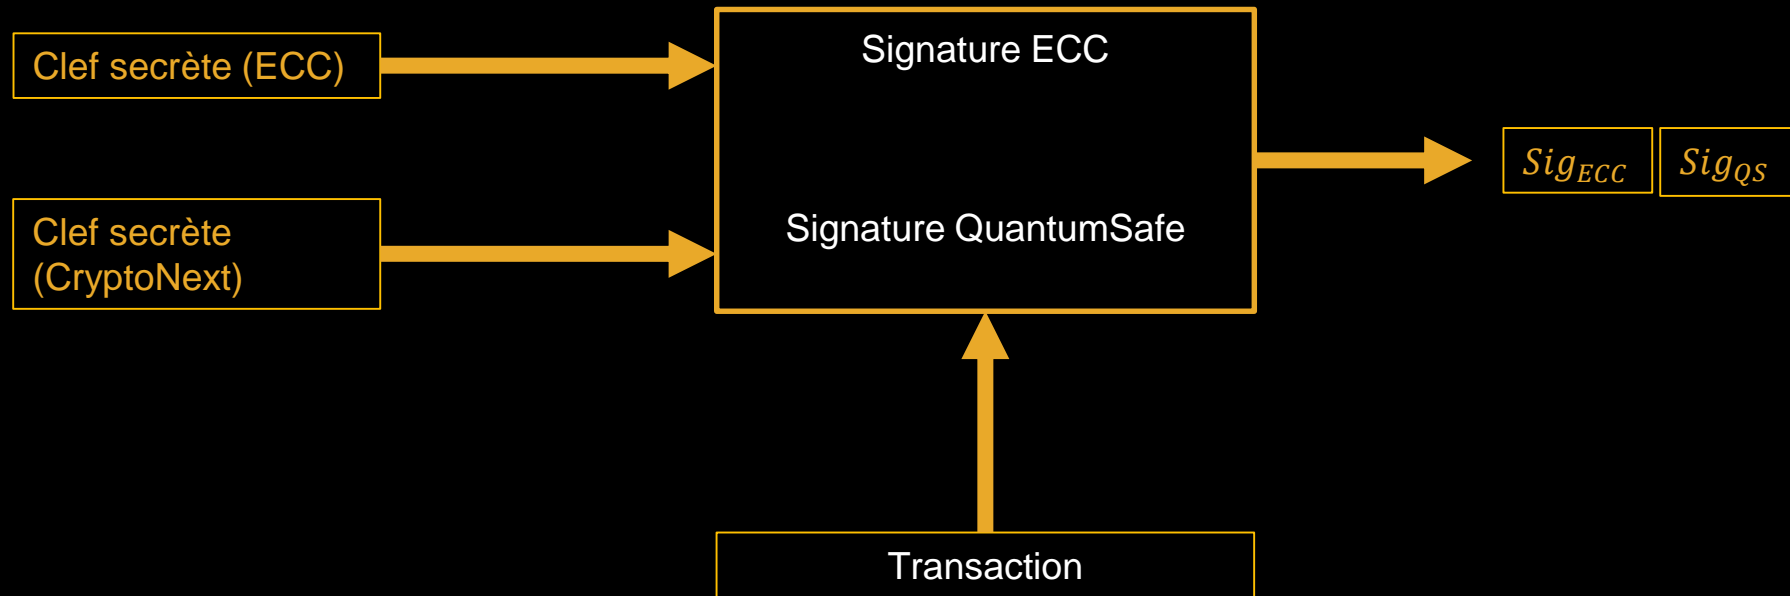 Clef secrète (ECC)
Signature ECC
Clef secrète
(CryptoNext)
Signature QuantumSafe
Sig_ECC
Sig_QS
Transaction